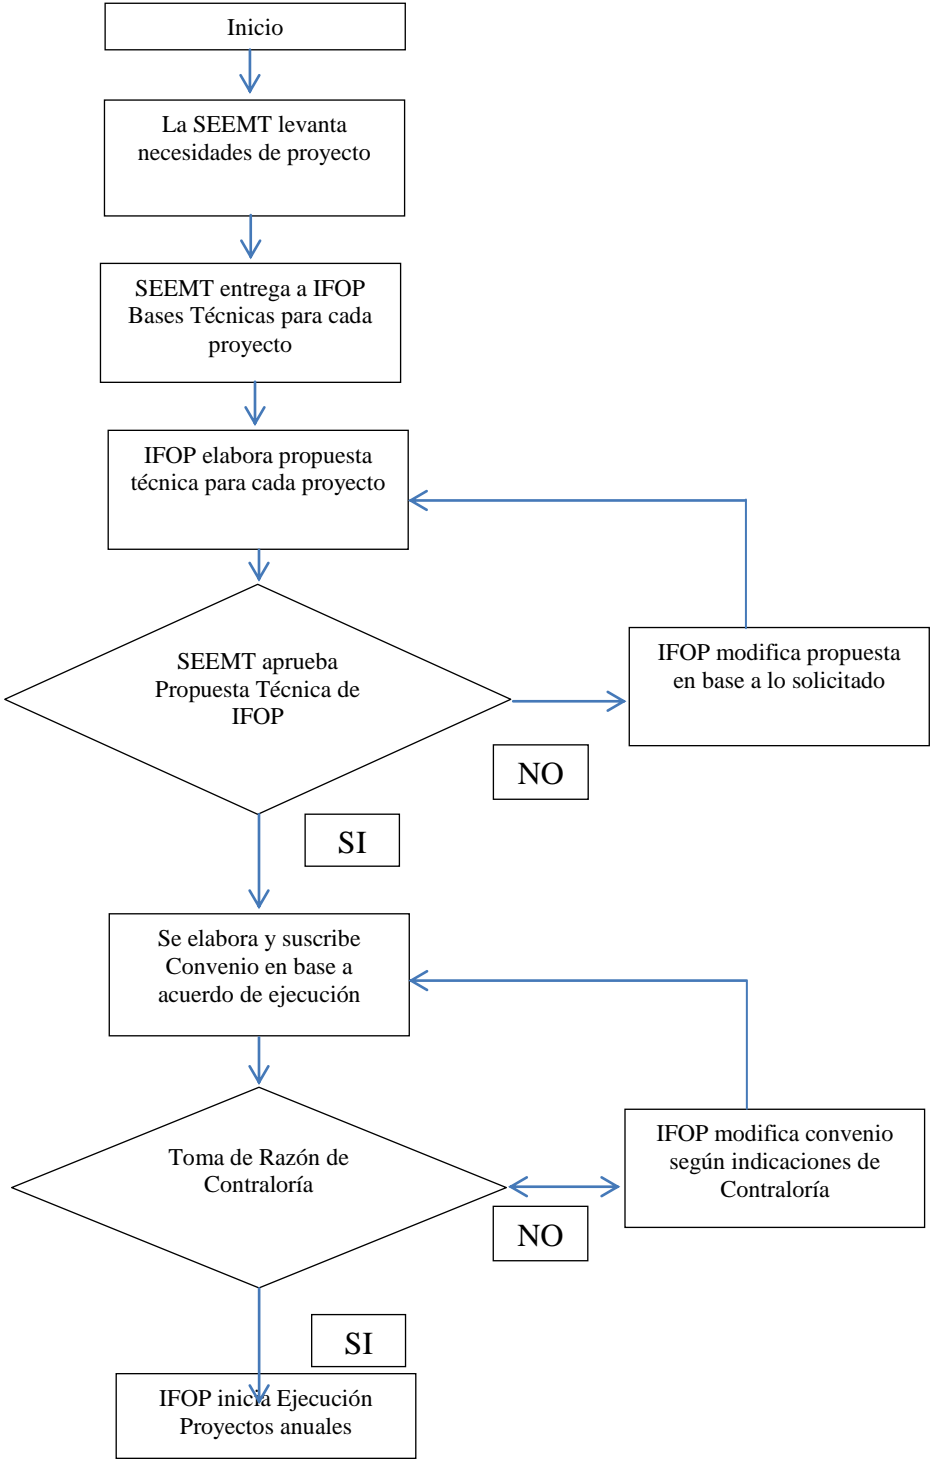 Inicio
La SEEMT levanta
necesidades de proyecto
SEEMT entrega a IFOP
Bases Técnicas para cada
proyecto
IFOP elabora propuesta
técnica para cada proyecto
SEEMT aprueba
Propuesta Técnica de
IFOP
IFOP modifica propuesta
en base a lo solicitado
NO
SI
Se elabora y suscribe
Convenio en base a
acuerdo de ejecución
Toma de Razón de
Contraloría
IFOP modifica convenio
según indicaciones de
Contraloría
NO
SI
IFOP inicia Ejecución
Proyectos anuales